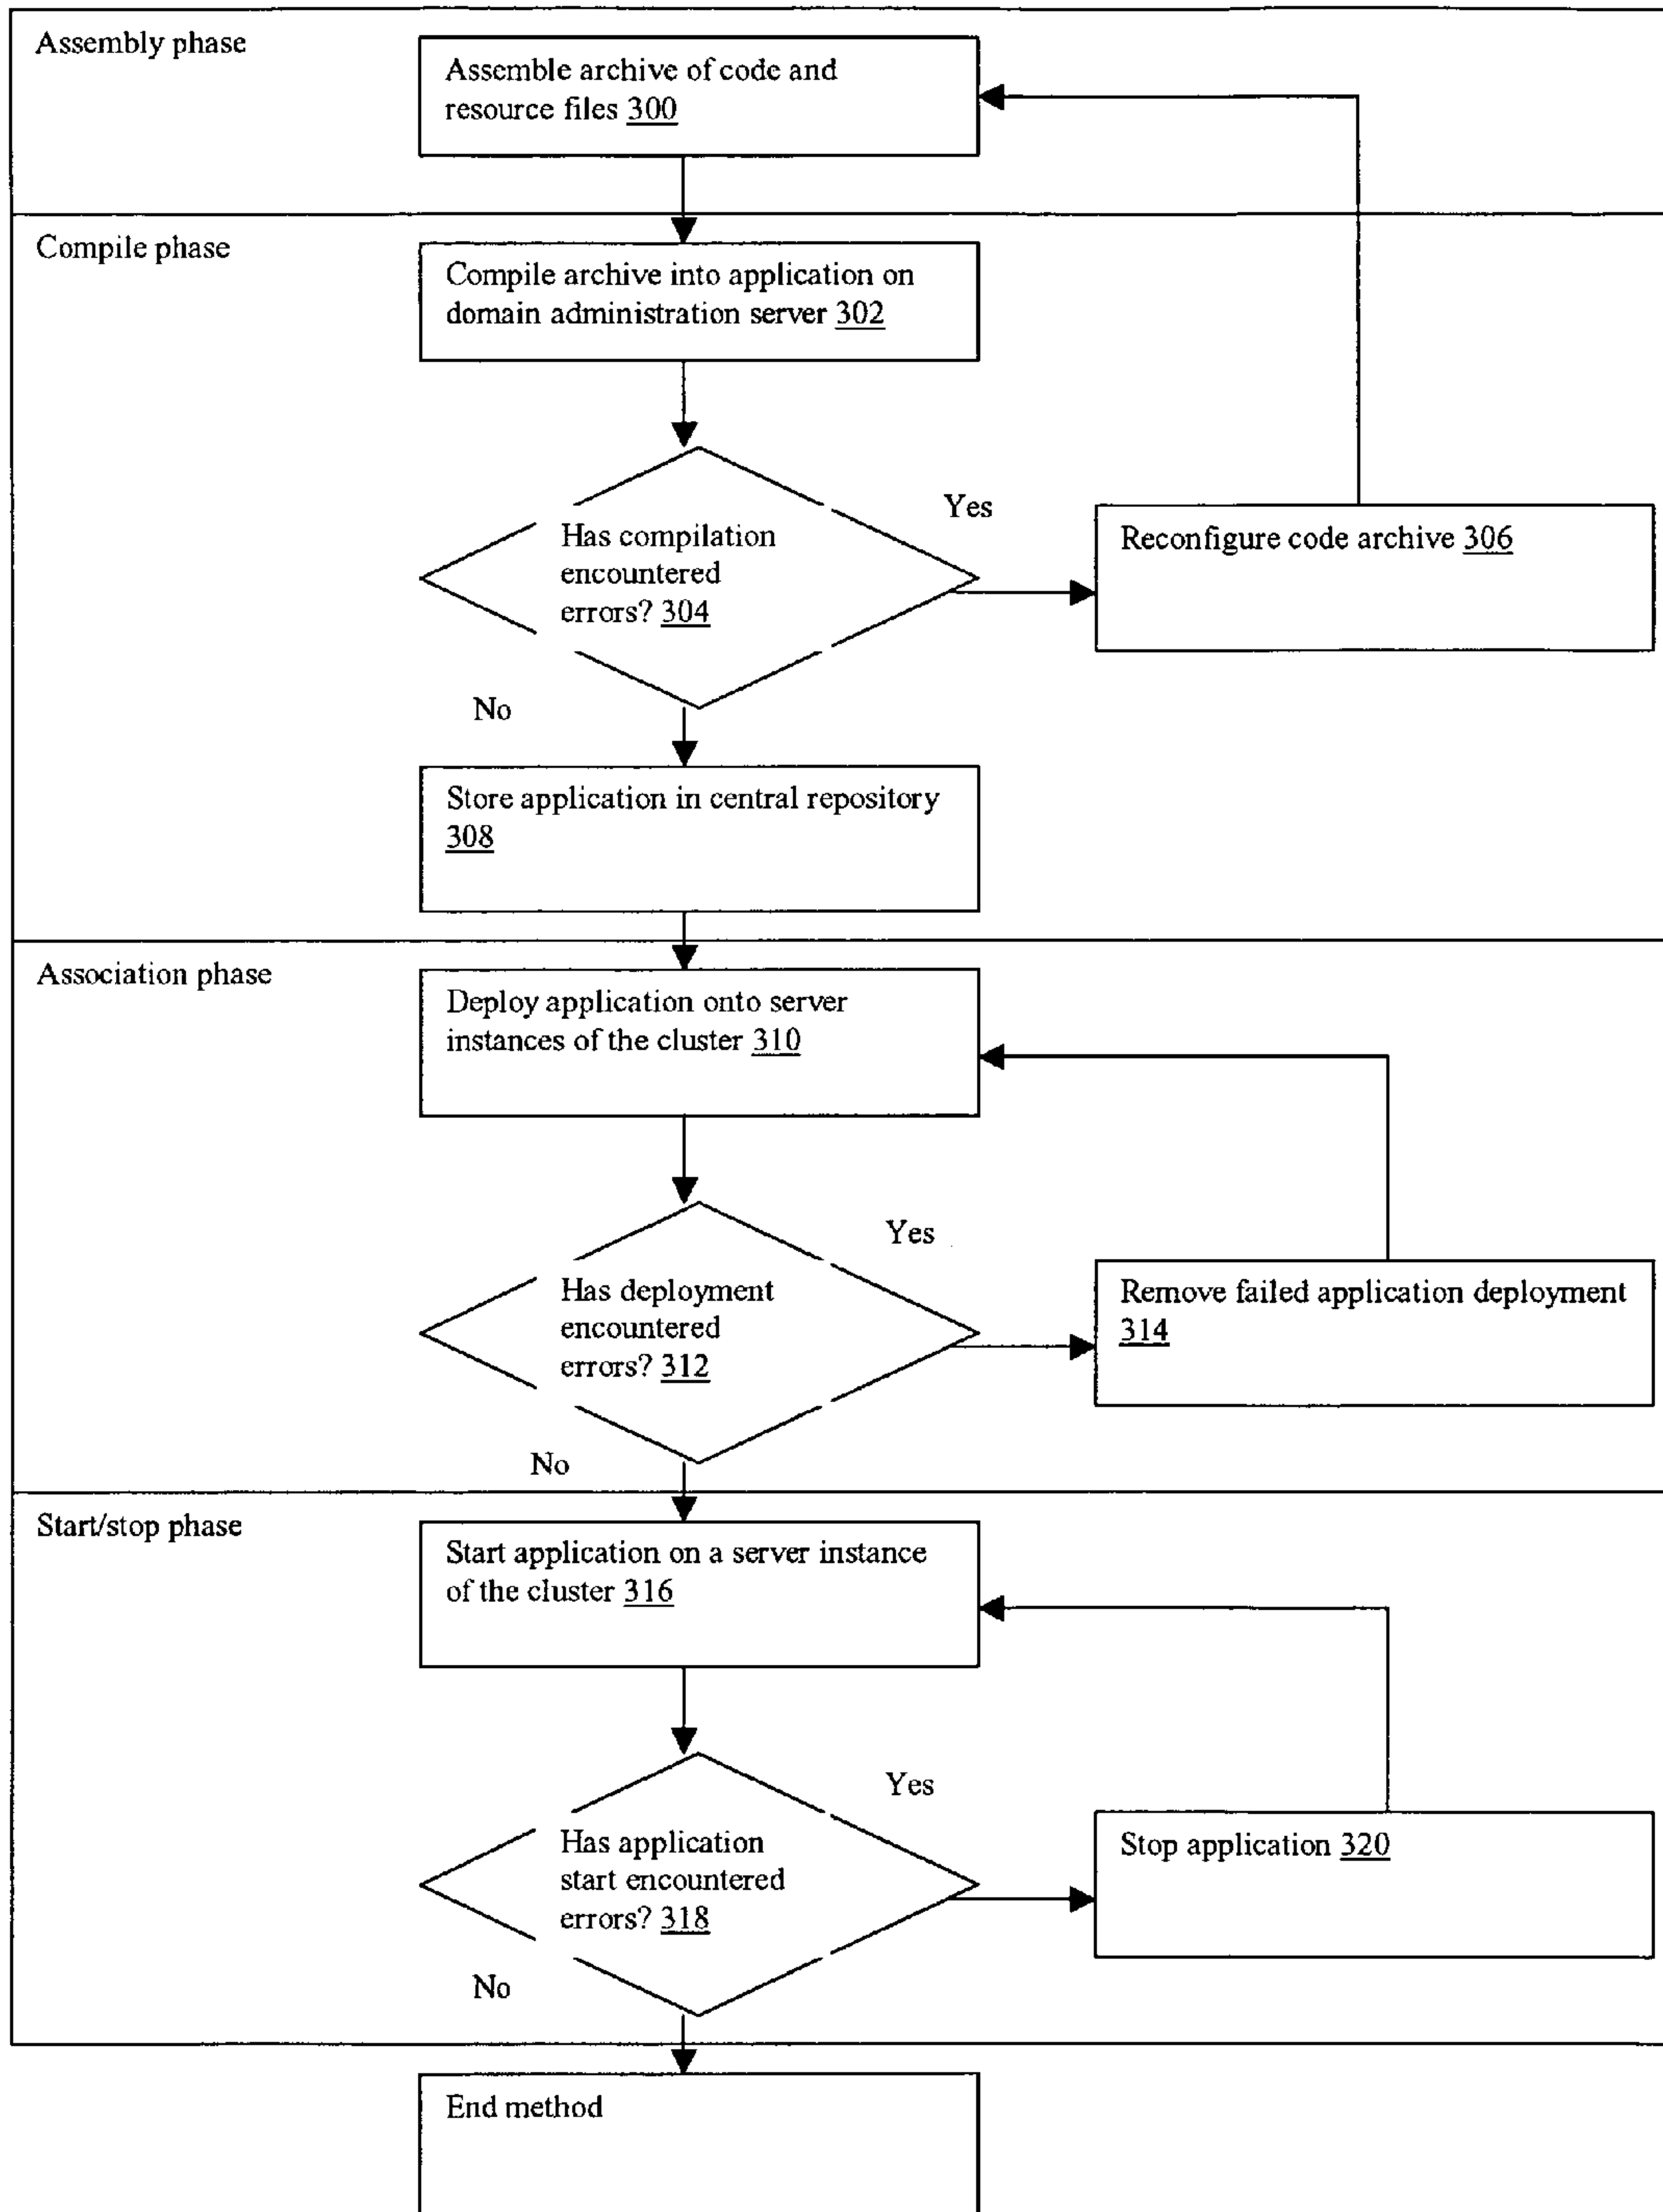 Assembly phase
Assemble archive of code and
resource files 300
Compile phase
Compile archive into application on
domain administration server 302
Has compilation
encountered
errors? 304
Yes
Reconfigure code archive 306
No
Store application in central repository
308
Association phase
Deploy application onto server
instances of the cluster 310
Has deployment
encountered
errors? 312
Yes
Remove failed application deployment
314
No
Start/stop phase
Start application on a server instance
of the cluster 316
Has application
start encountered
errors? 318
Yes
Stop application 320
No
End method